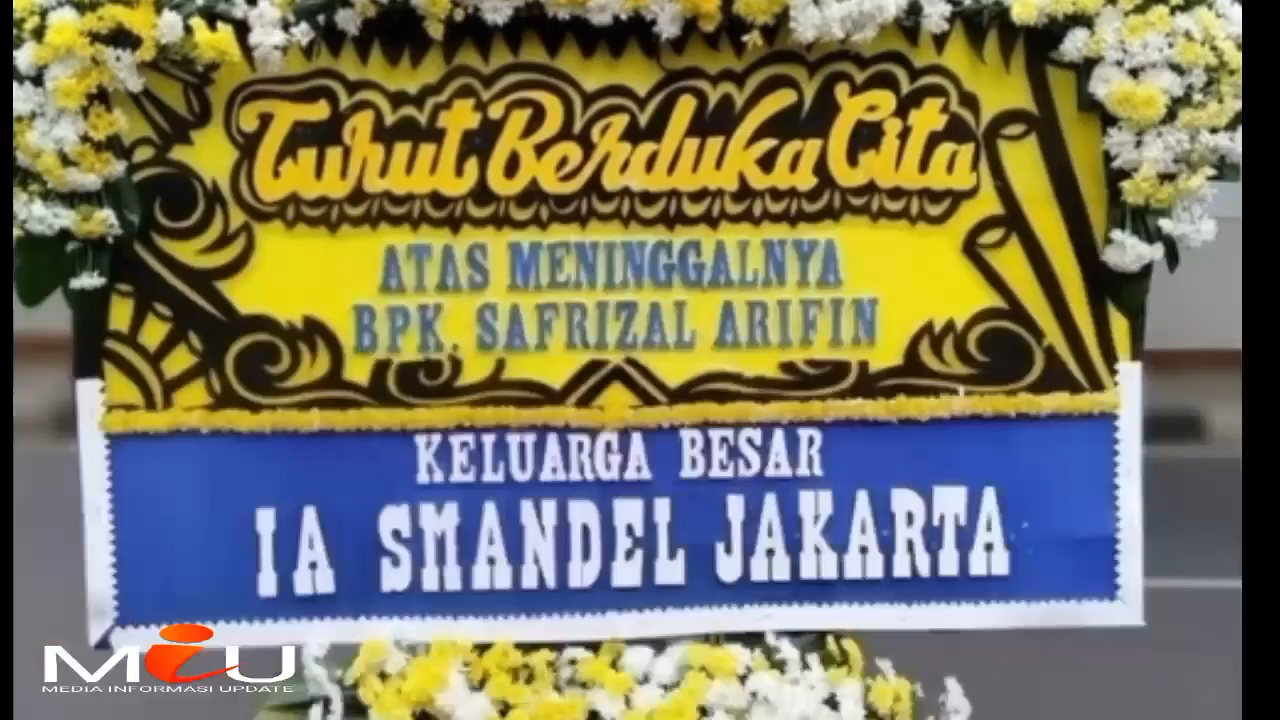 Turut Berduka Cita
ATAS MENINGGALNYA
BPK. SAFRIZAL ARIFIN
KELUARGA BESAR
IA SMANDEL JAKARTA
MiU
MEDIA INFORMASI UPDATE